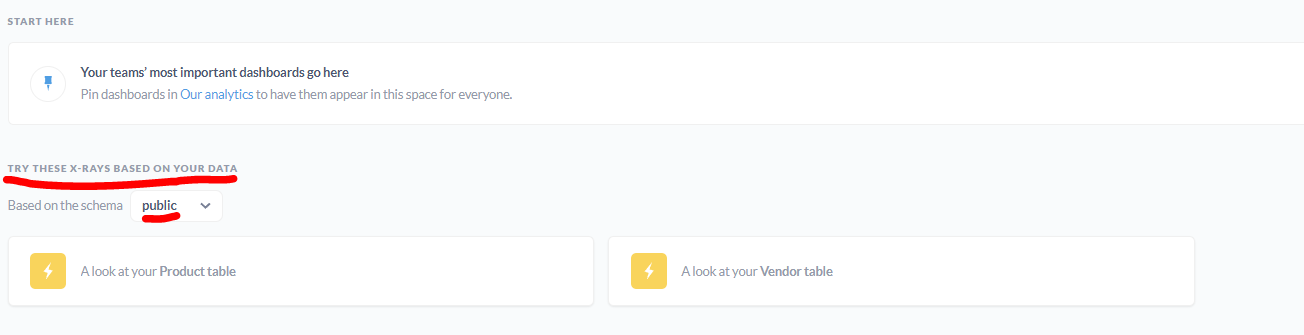 START HERE
Your teams’ most important dashboards go here
Pin dashboards in Our analytics to have them appear in this space for everyone.
TRY THESE X-RAYS BASED ON YOUR DATA
Based on the schema public
A look at your Product table
A look at your Vendor table